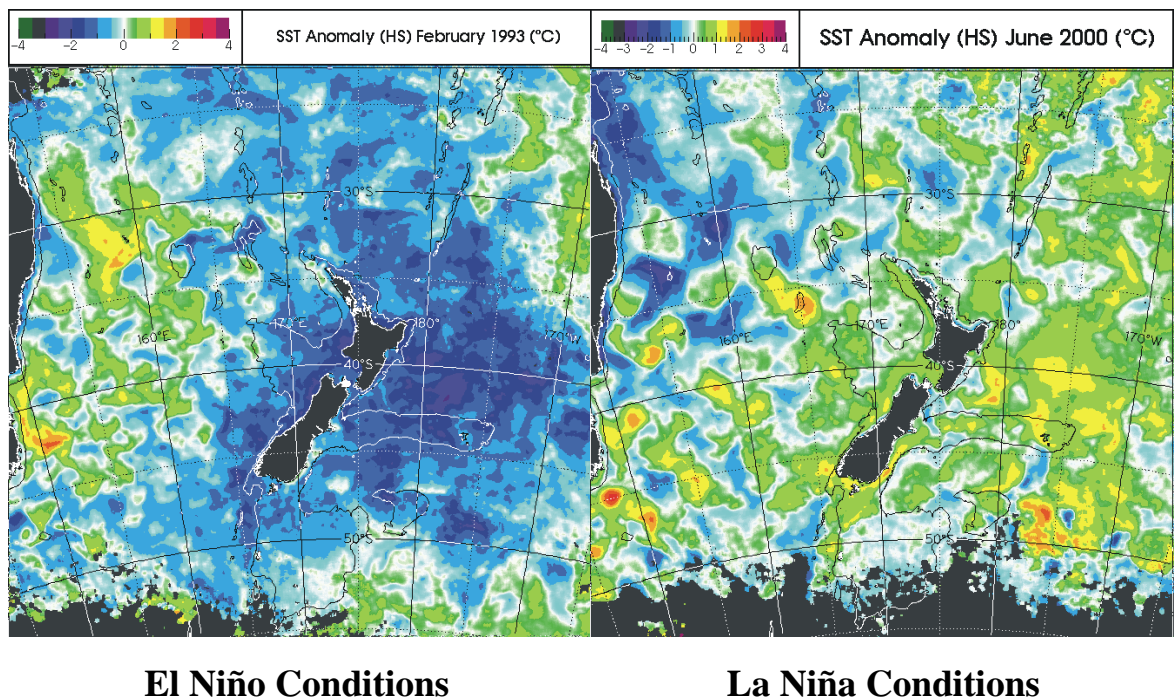 -4 -2 0 2 4
SST Anomaly (HS) February 1993 (°C)
-4 -3 -2 -1 0 1 2 3 4
SST Anomaly (HS) June 2000 (°C)
30°S
160°E
170°E
180°
170°W
40°S
50°S
30°S
160°E
170°E
180°
170°W
40°S
50°S
El Niño Conditions
La Niña Conditions